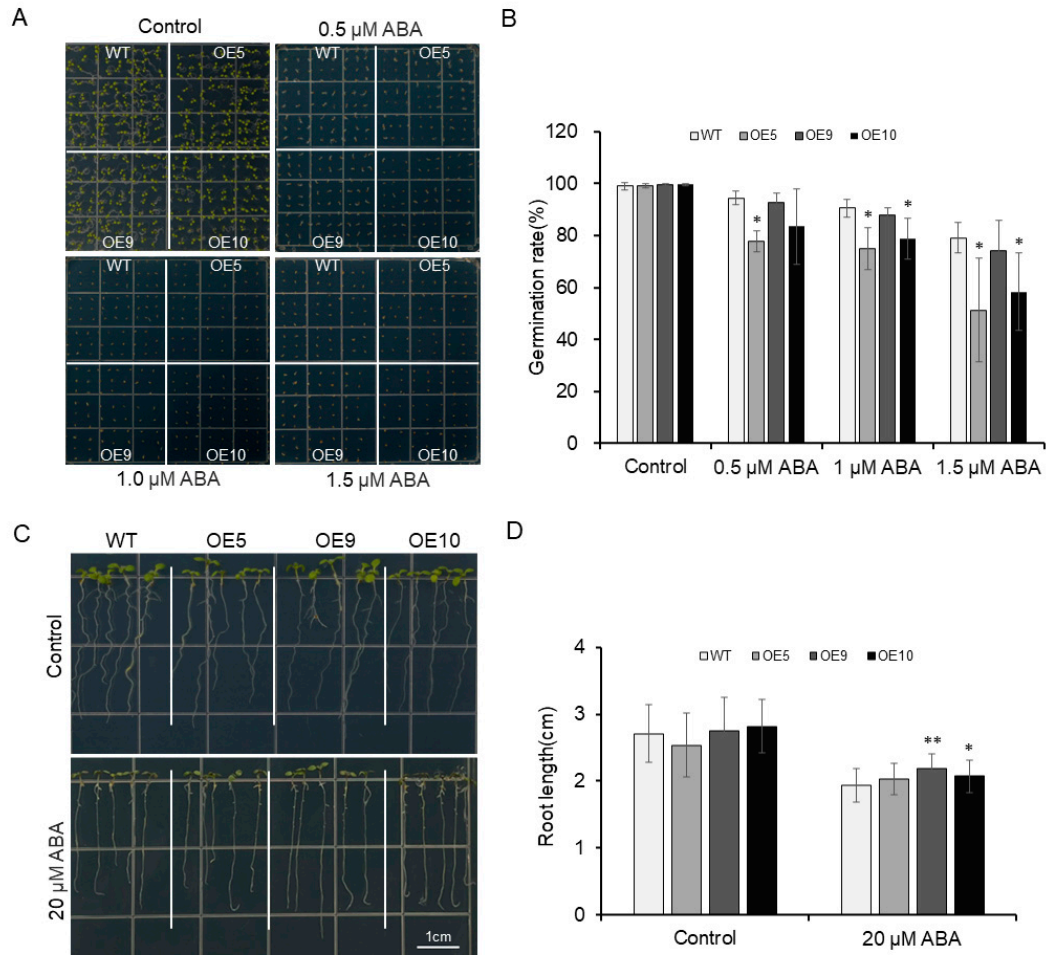 A
Control
0.5 µM ABA
WT
OE5
WT
OE5
OE9
OE10
OE9
OE10
WT
OE5
WT
OE5
OE9
OE10
OE9
OE10
1.0 µM ABA
1.5 µM ABA
B
WT OE5 OE9 OE10
Germination rate(%)
120
100
80
60
40
20
0
*
*
*
*
*
Control
0.5 µM ABA
1 µM ABA
1.5 µM ABA
C
WT
OE5
OE9
OE10
Control
20 µM ABA
1cm
D
WT OE5 OE9 OE10
Root length(cm)
4
3
2
1
0
**
*
Control
20 µM ABA